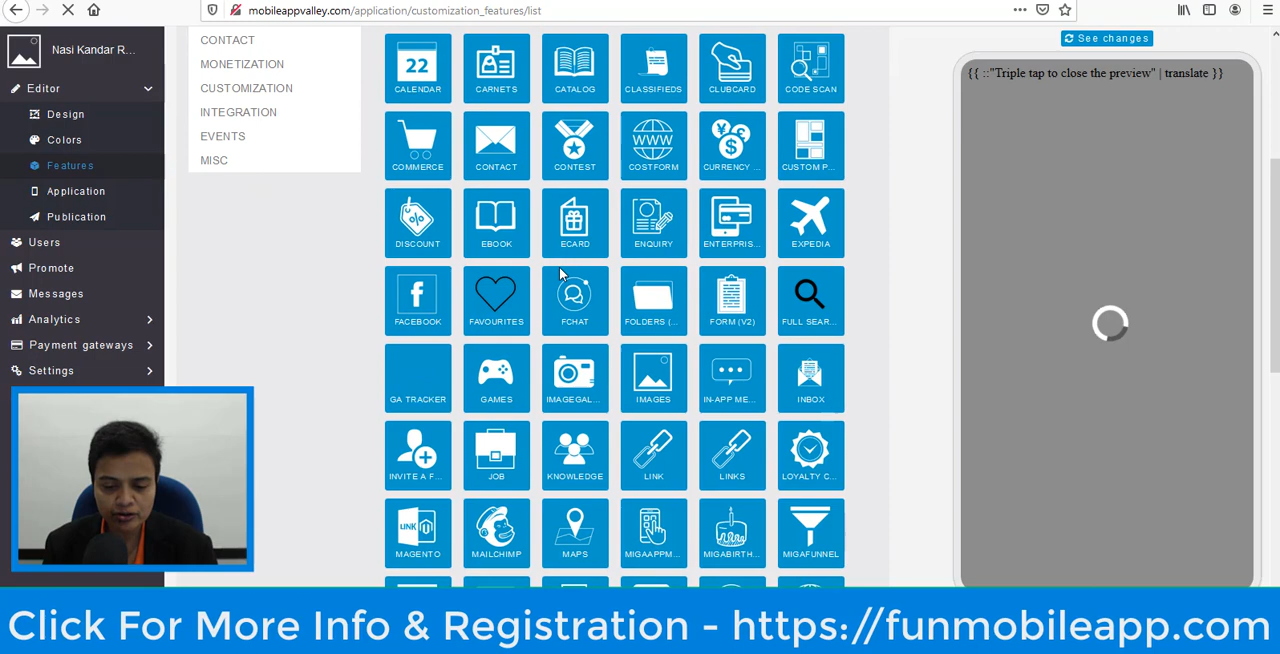 mobileappvalley.com/application/customization_features/list
Nasi Kandar R...
Editor
Design
Colors
Features
Application
Publication
Users
Promote
Messages
Analytics
Payment gateways
Settings
CONTACT
MONETIZATION
CUSTOMIZATION
INTEGRATION
EVENTS
MISC
22
CALENDAR
CARNETS
CATALOG
CLASSIFIEDS
CLUBCARD
CODE SCAN
COMMERCE
CONTACT
CONTEST
WWW
COSTFORM
CURRENCY ...
CUSTOM P...
DISCOUNT
EBOOK
ECARD
ENQUIRY
ENTERPRIS...
EXPEDIA
FACEBOOK
FAVOURITES
FCHAT
FOLDERS (...
FORM (V2)
FULL SEAR...
GA TRACKER
GAMES
IMAGEGAL...
IMAGES
IN-APP ME...
INBOX
INVITE A F...
JOB
KNOWLEDGE
LINK
LINKS
LOYALTY C...
LINK
MAGENTO
MAILCHIMP
MAPS
MIGAAPPM...
MIGABIRTH...
MIGAFUNNEL
See changes
{{ ::"Triple tap to close the preview" | translate }}
Click For More Info & Registration - https://funmobileapp.com